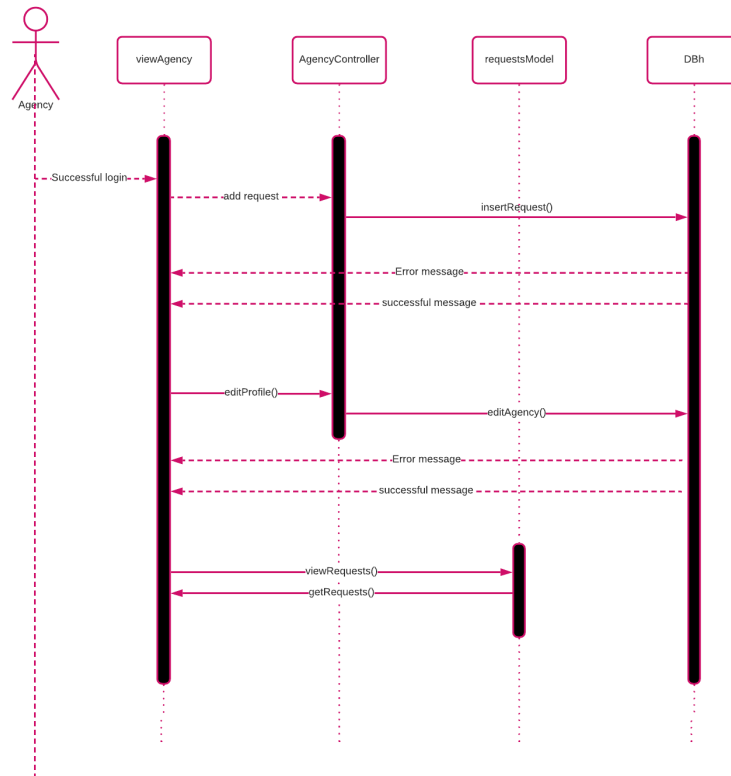 viewAgency
AgencyController
requestsModel
DBh
Agency
Successful login
add request
insertRequest()
Error message
successful message
editProfile()
editAgency()
Error message
successful message
viewRequests()
getRequests()